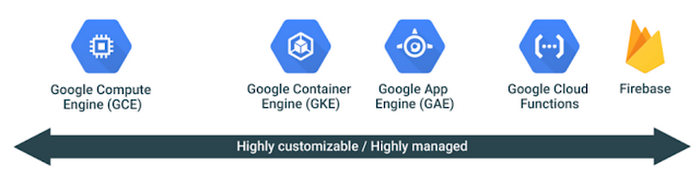 Google Compute
Engine (GCE)
Google Container
Engine (GKE)
Google App
Engine (GAE)
Google Cloud
Functions
Firebase
Highly customizable / Highly managed